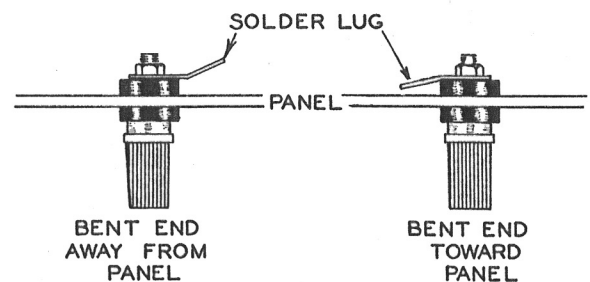 SOLDER LUG
PANEL
BENT END
AWAY FROM
PANEL
BENT END
TOWARD
PANEL